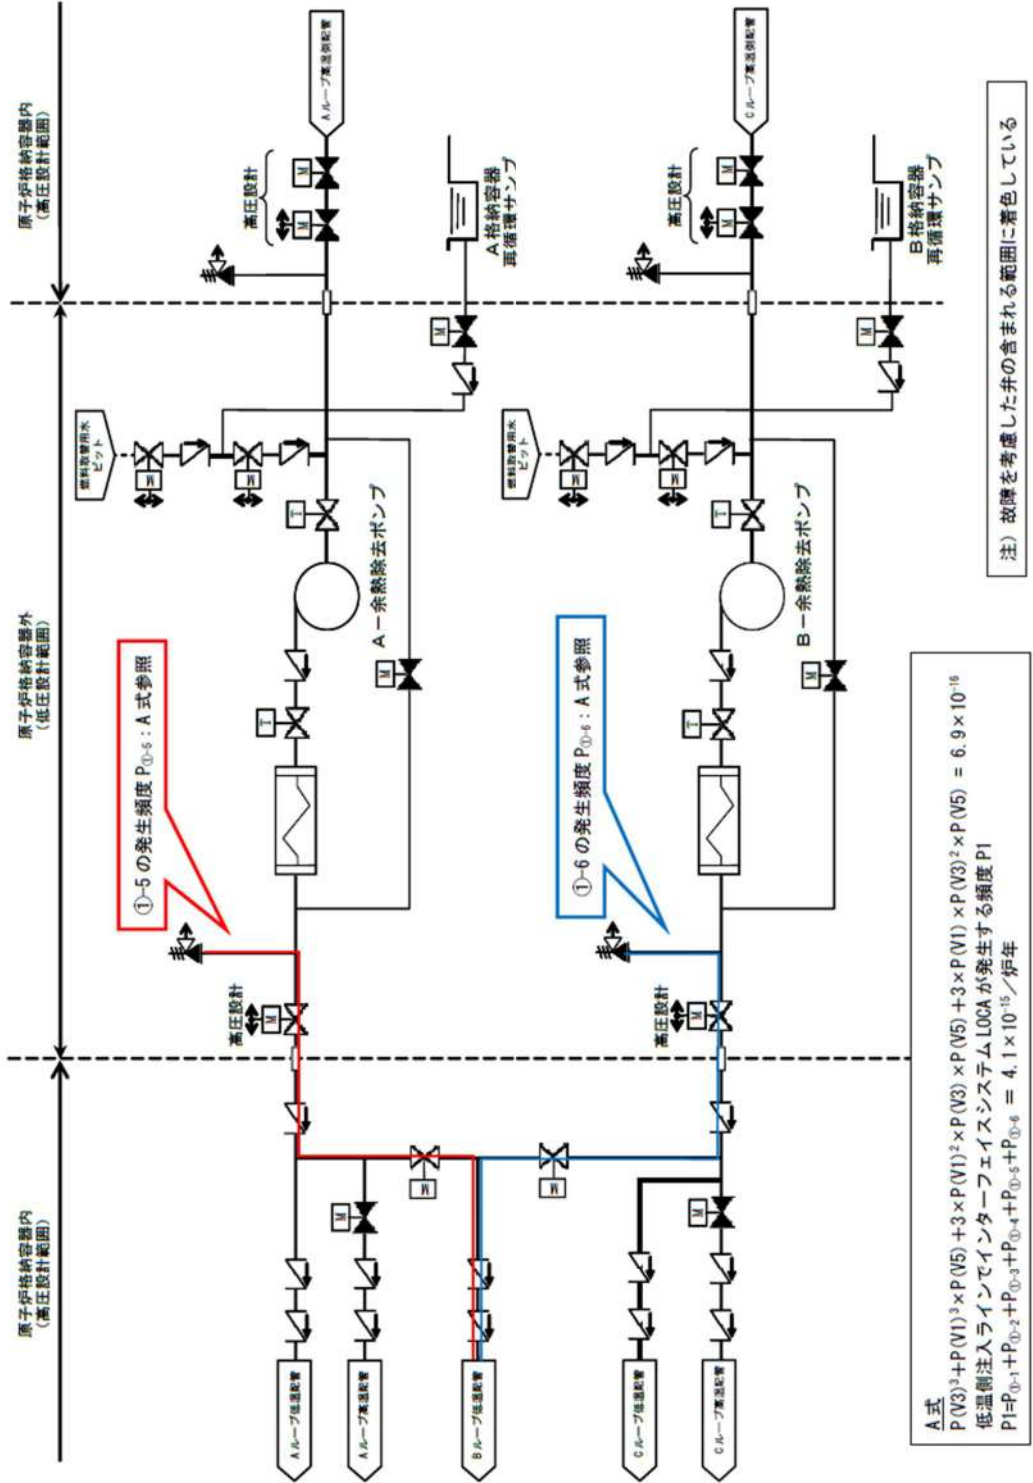 原子炉格納容器内
(高圧設計範囲)
原子炉格納容器外
(低圧設計範囲)
原子炉格納容器内
(高圧設計範囲)
Aループ低温側配管
Aループ高温側配管
Bループ低温側配管
Cループ低温側配管
Cループ高温側配管
M
M
M
M
高圧設計
M
①-5の発生頻度 P①-5：A式参照
T
M
A－余熱除去ポンプ
T
燃料取替用水
ピット
M
M
M
高圧設計
M
M
Aループ高温側配管
A格納容器
再循環サンプ
高圧設計
M
①-6の発生頻度 P①-6：A式参照
T
M
B－余熱除去ポンプ
T
燃料取替用水
ピット
M
M
M
高圧設計
M
M
Cループ高温側配管
B格納容器
再循環サンプ
A式
P(V3)³+P(V1)³×P(V5)+3×P(V1)²×P(V3)×P(V5)+3×P(V1)×P(V3)²×P(V5) = 6.9×10⁻¹⁶
低温側注入ラインでインターフェイスシステムLOCAが発生する頻度P1
P1=P①-1+P①-2+P①-3+P①-4+P①-5+P①-6 = 4.1×10⁻¹⁵／炉年
注）故障を考慮した弁の含まれる範囲に着色している